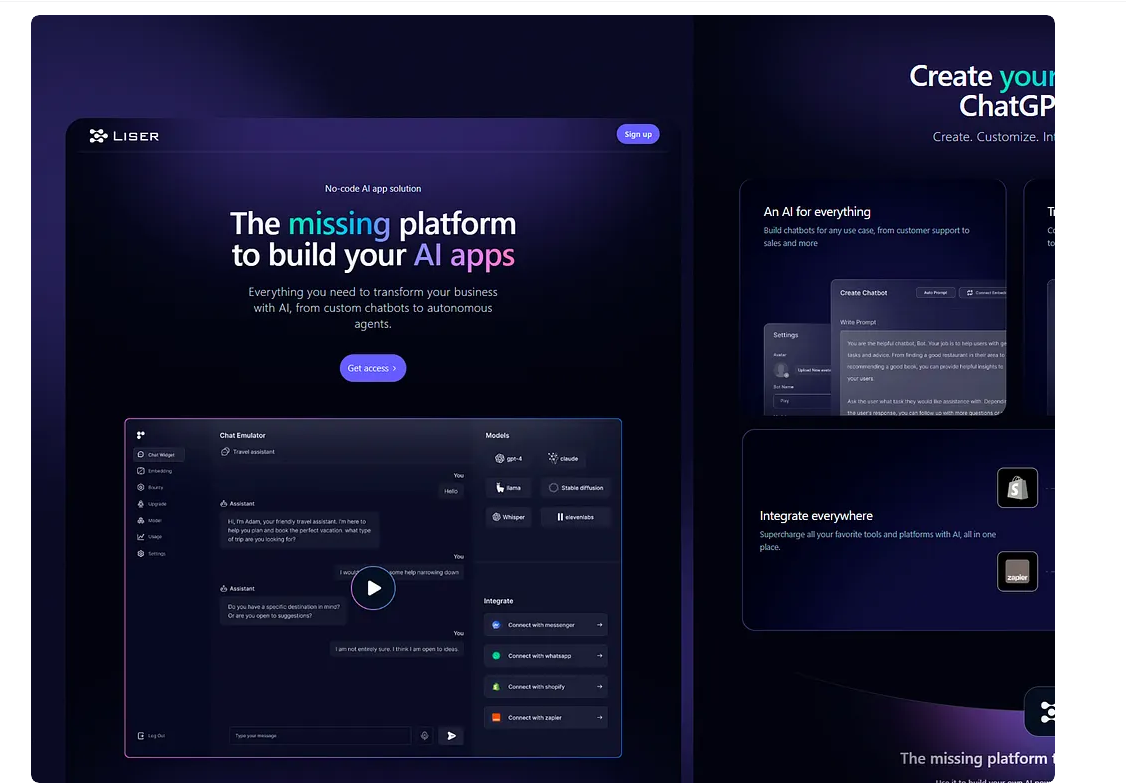 LISER
Sign up
No-code AI app solution
The missing platform
to build your AI apps
Everything you need to transform your business
with AI, from custom chatbots to autonomous
agents.
Get access ›
Chat Widget
Embedding
Bounty
Upgrade
Model
Usage
Settings
Log Out
Chat Emulator
Travel assistant
You
Hello
Assistant
Hi, I'm Adam, your friendly travel assistant. I'm here to
help you plan and book the perfect vacation. what type
of trip are you looking for?
You
I would some help narrowing down
Assistant
Do you have a specific destination in mind?
Or are you open to suggestions?
You
I am not entirely sure. I think I am open to ideas.
Type your message
Models
gpt-4
claude
llama
Stable diffusion
Whisper
elevenlabs
Integrate
Connect with messenger
Connect with whatsapp
Connect with shopify
Connect with zapier
Create your
ChatGP
Create. Customize. In
An AI for everything
Build chatbots for any use case, from customer support to
sales and more
Settings
Avatar
Upload New
Bot Name
Create Chatbot
Auto Prompt
Connect
Write Prompt
You are the helpful chatbot, Bot. Your job is to help users with
tasks and advice. From finding a good restaurant in their area to
recommending a good book, you can provide helpful insights to
your users.
Ask the user what task they would like assistance with.
the user's response, you can follow up with more questions
Integrate everywhere
Supercharge all your favorite tools and platforms with AI, all in one
place.
zapier
The missing platform